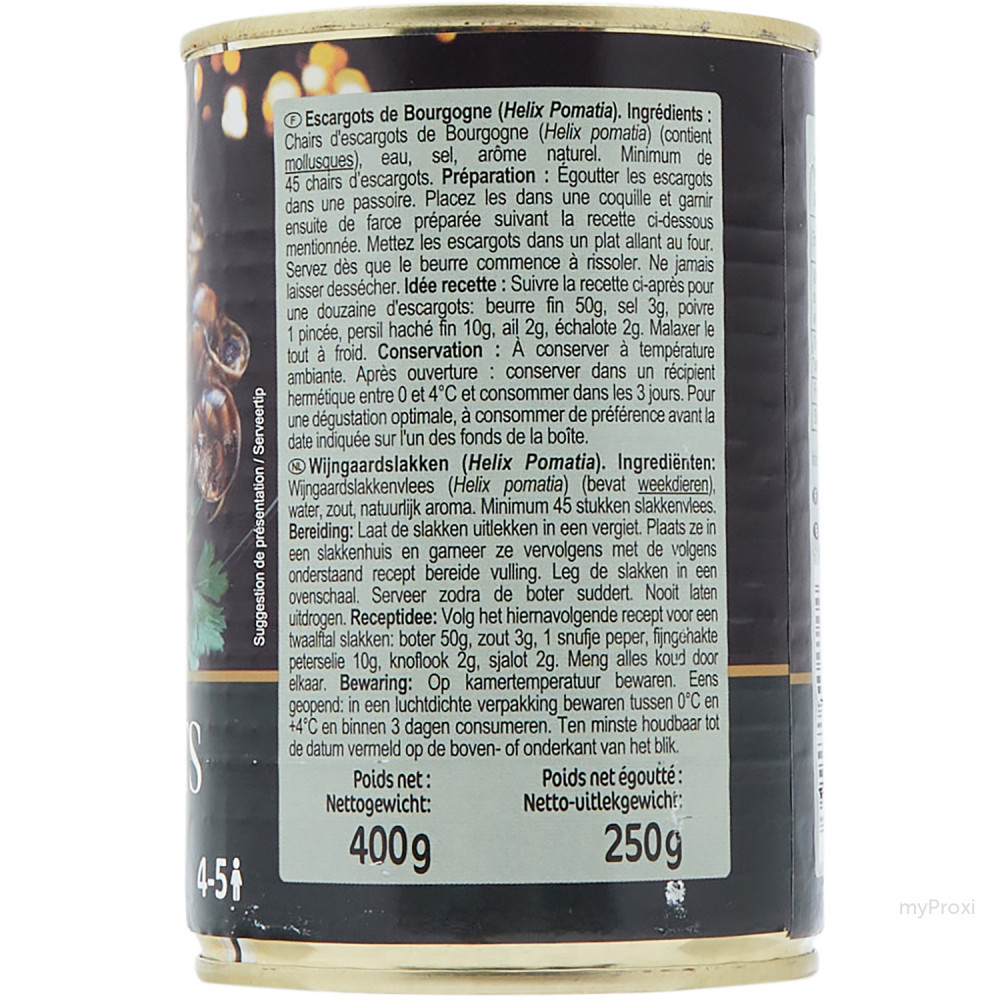 Ⓕ Escargots de Bourgogne (Helix Pomatia). Ingrédients :
Chairs d'escargots de Bourgogne (Helix pomatia) (contient
mollusques), eau, sel, arôme naturel. Minimum de
45 chairs d'escargots. Préparation : Égoutter les escargots
dans une passoire. Placez les dans une coquille et garnir
ensuite de farce préparée suivant la recette ci-dessous
mentionnée. Mettez les escargots dans un plat allant au four.
Servez dès que le beurre commence à rissoler. Ne jamais
laisser dessécher. Idée recette : Suivre la recette ci-après pour
une douzaine d'escargots: beurre fin 50g, sel 3g, poivre
1 pincée, persil haché fin 10g, ail 2g, échalote 2g. Malaxer le
tout à froid. Conservation : À conserver à température
ambiante. Après ouverture : conserver dans un récipient
hermétique entre 0 et 4°C et consommer dans les 3 jours. Pour
une dégustation optimale, à consommer de préférence avant la
date indiquée sur l'un des fonds de la boîte.
NL Wijngaardslakken (Helix Pomatia). Ingrediënten:
Wijngaardslakkenvlees (Helix pomatia) (bevat weekdieren),
water, zout, natuurlijk aroma. Minimum 45 stukken slakkenvlees.
Bereiding: Laat de slakken uitlekken in een vergiet. Plaats ze in
een slakkenhuis en garneer ze vervolgens met de volgens
onderstaand recept bereide vulling. Leg de slakken in een
ovenschaal. Serveer zodra de boter suddert. Nooit laten
uitdrogen. Receptidee: Volg het hiernavolgende recept voor een
twaalftal slakken: boter 50g, zout 3g, 1 snufje peper, fijngehakte
peterselie 10g, knoflook 2g, sjalot 2g. Meng alles koud door
elkaar. Bewaring: Op kamertemperatuur bewaren. Eens
geopend: in een luchtdichte verpakking bewaren tussen 0°C en
+4°C en binnen 3 dagen consumeren. Ten minste houdbaar tot
de datum vermeld op de boven- of onderkant van het blik.
Poids net :
Nettogewicht:
400g
Poids net égoutté :
Netto-uitlekgewicht:
250g
Suggestion de présentation / Serveertip
S
4-5
myProxi